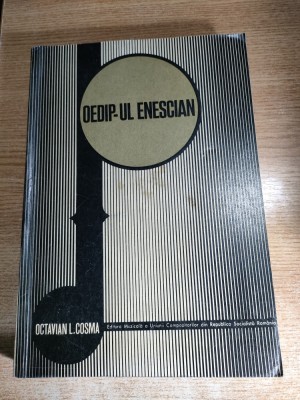 OEDIP-UL ENESCIAN
OCTAVIAN L. COSMA
Editura Muzicală a Uniunii Compozitorilor din Republica Socialistă România